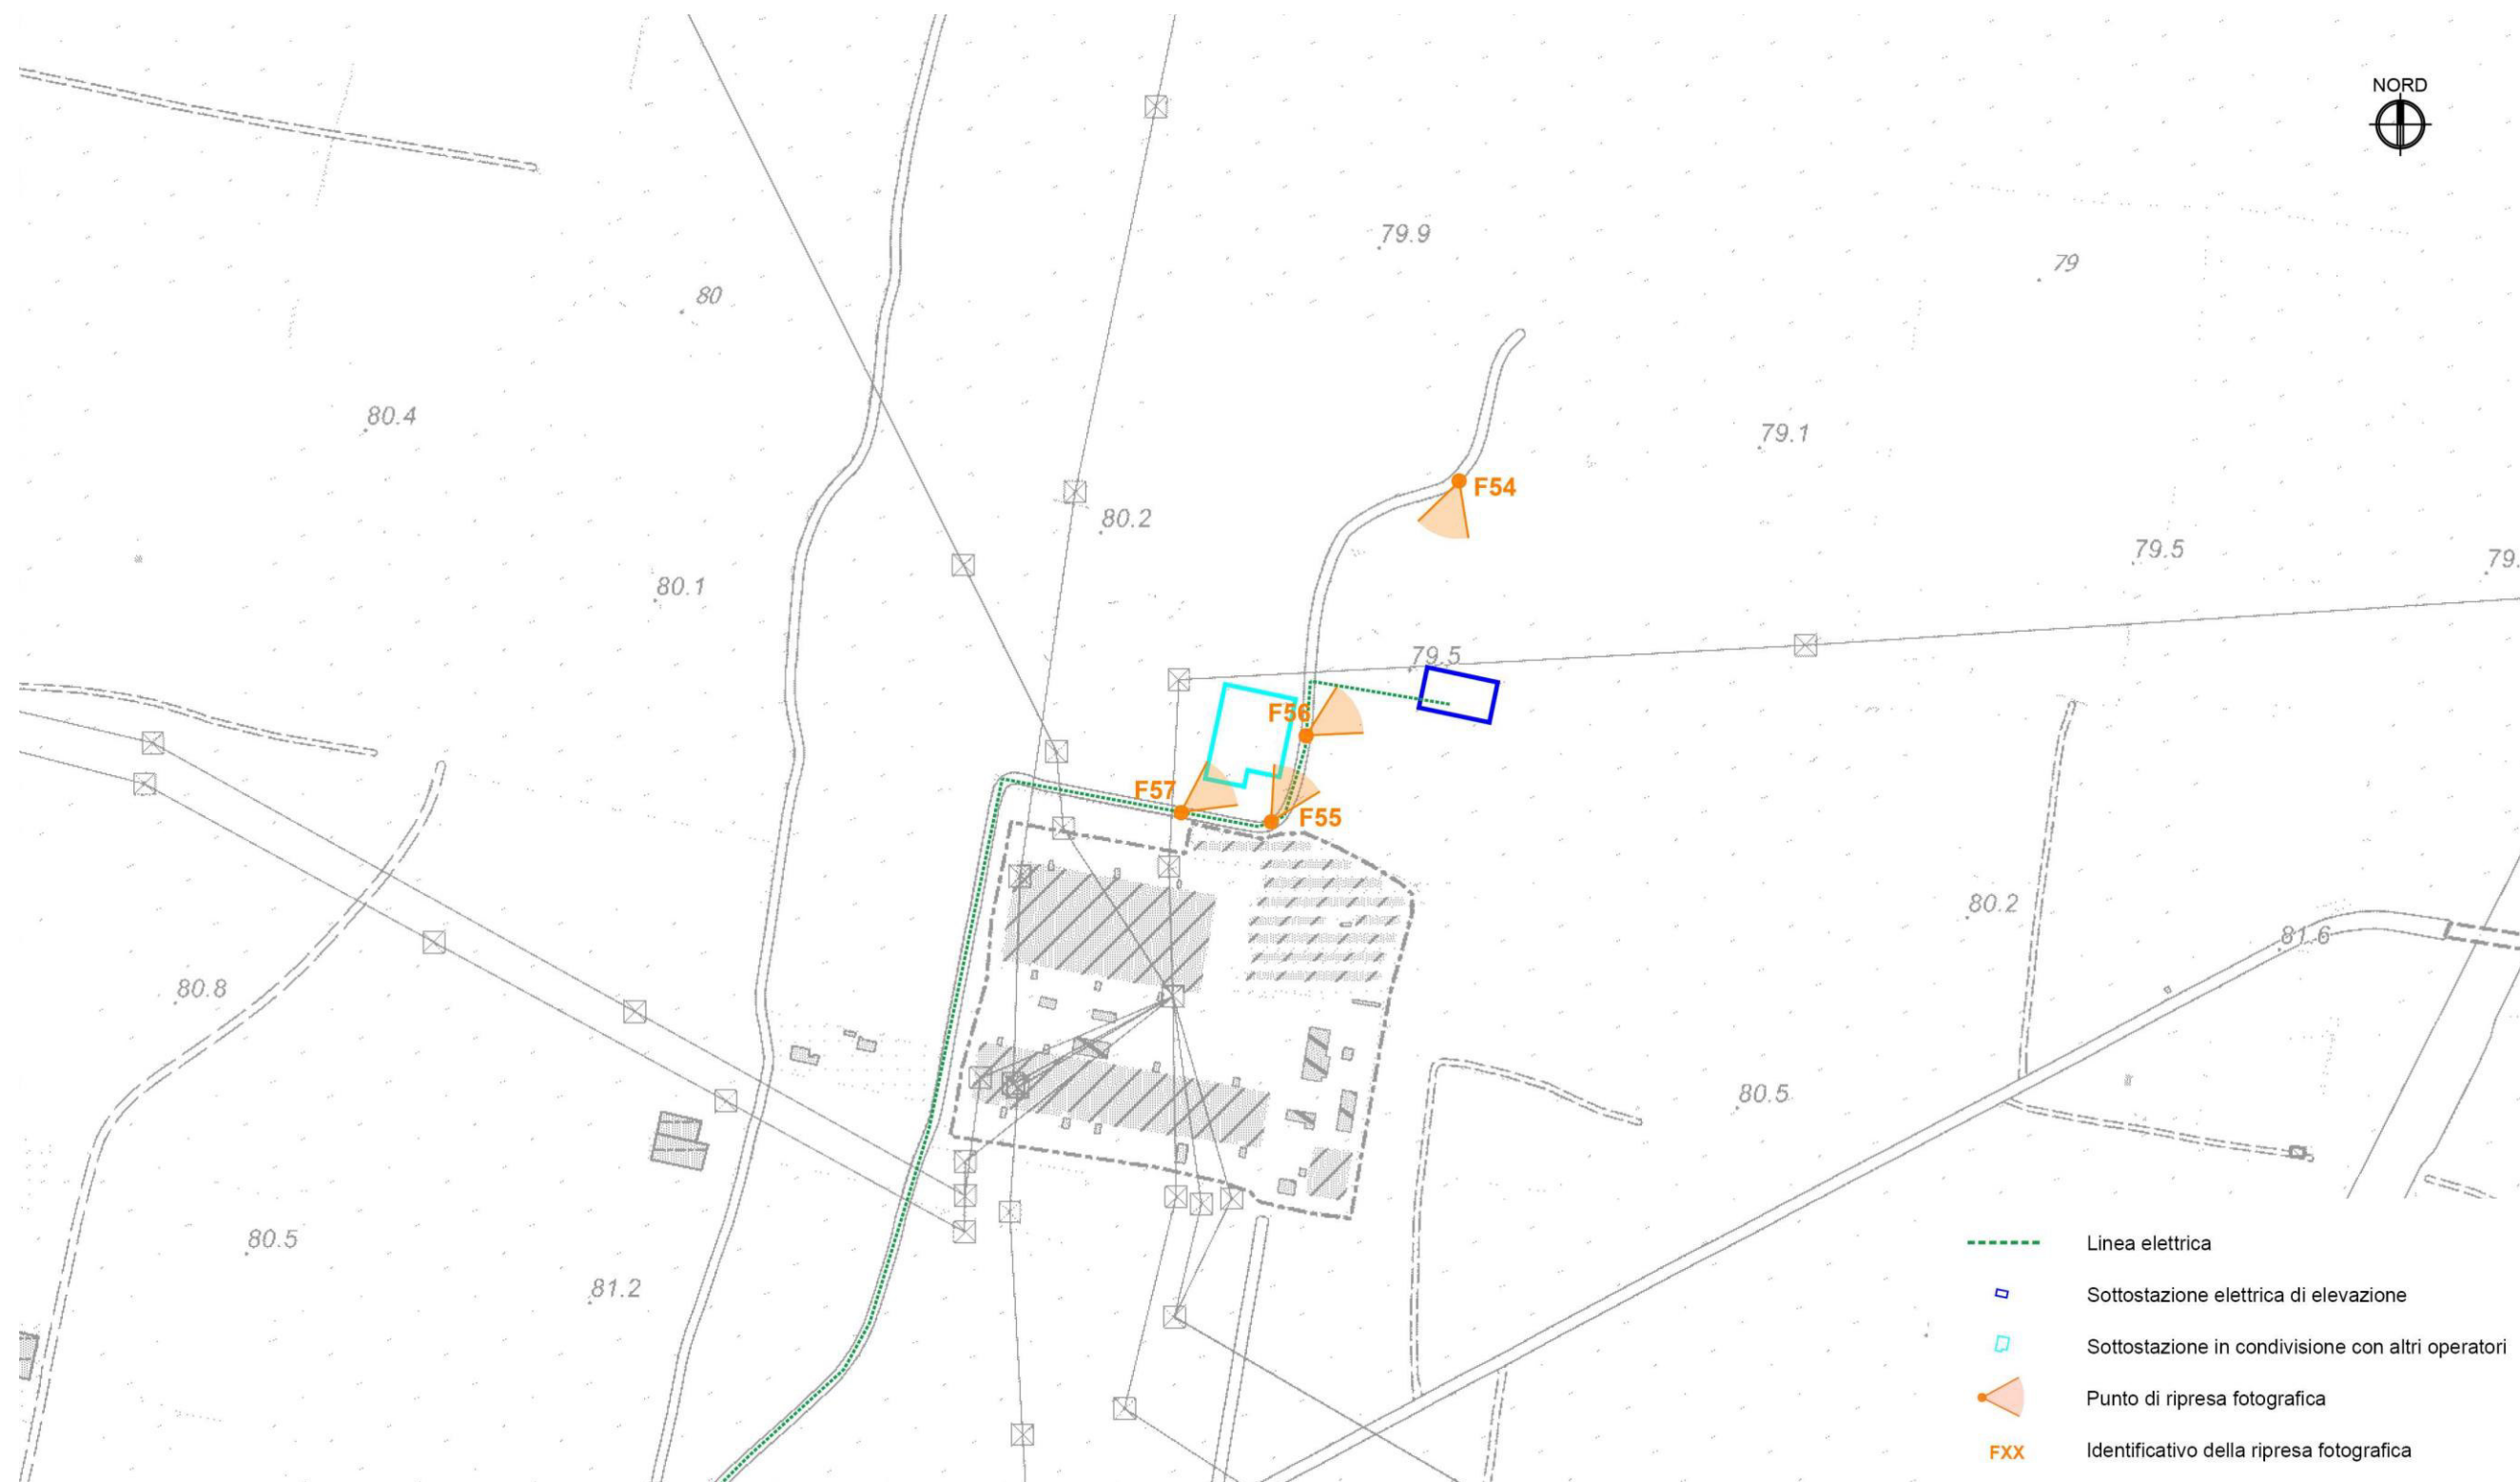 NORD
79.9
79
80
80.4
79.1
F54
80.2
79.5
79.
80.1
79.5
F56
F57
F55
80.2
81.6
80.8
80.5
80.5
81.2
Linea elettrica
Sottostazione elettrica di elevazione
Sottostazione in condivisione con altri operatori
Punto di ripresa fotografica
FXX Identificativo della ripresa fotografica